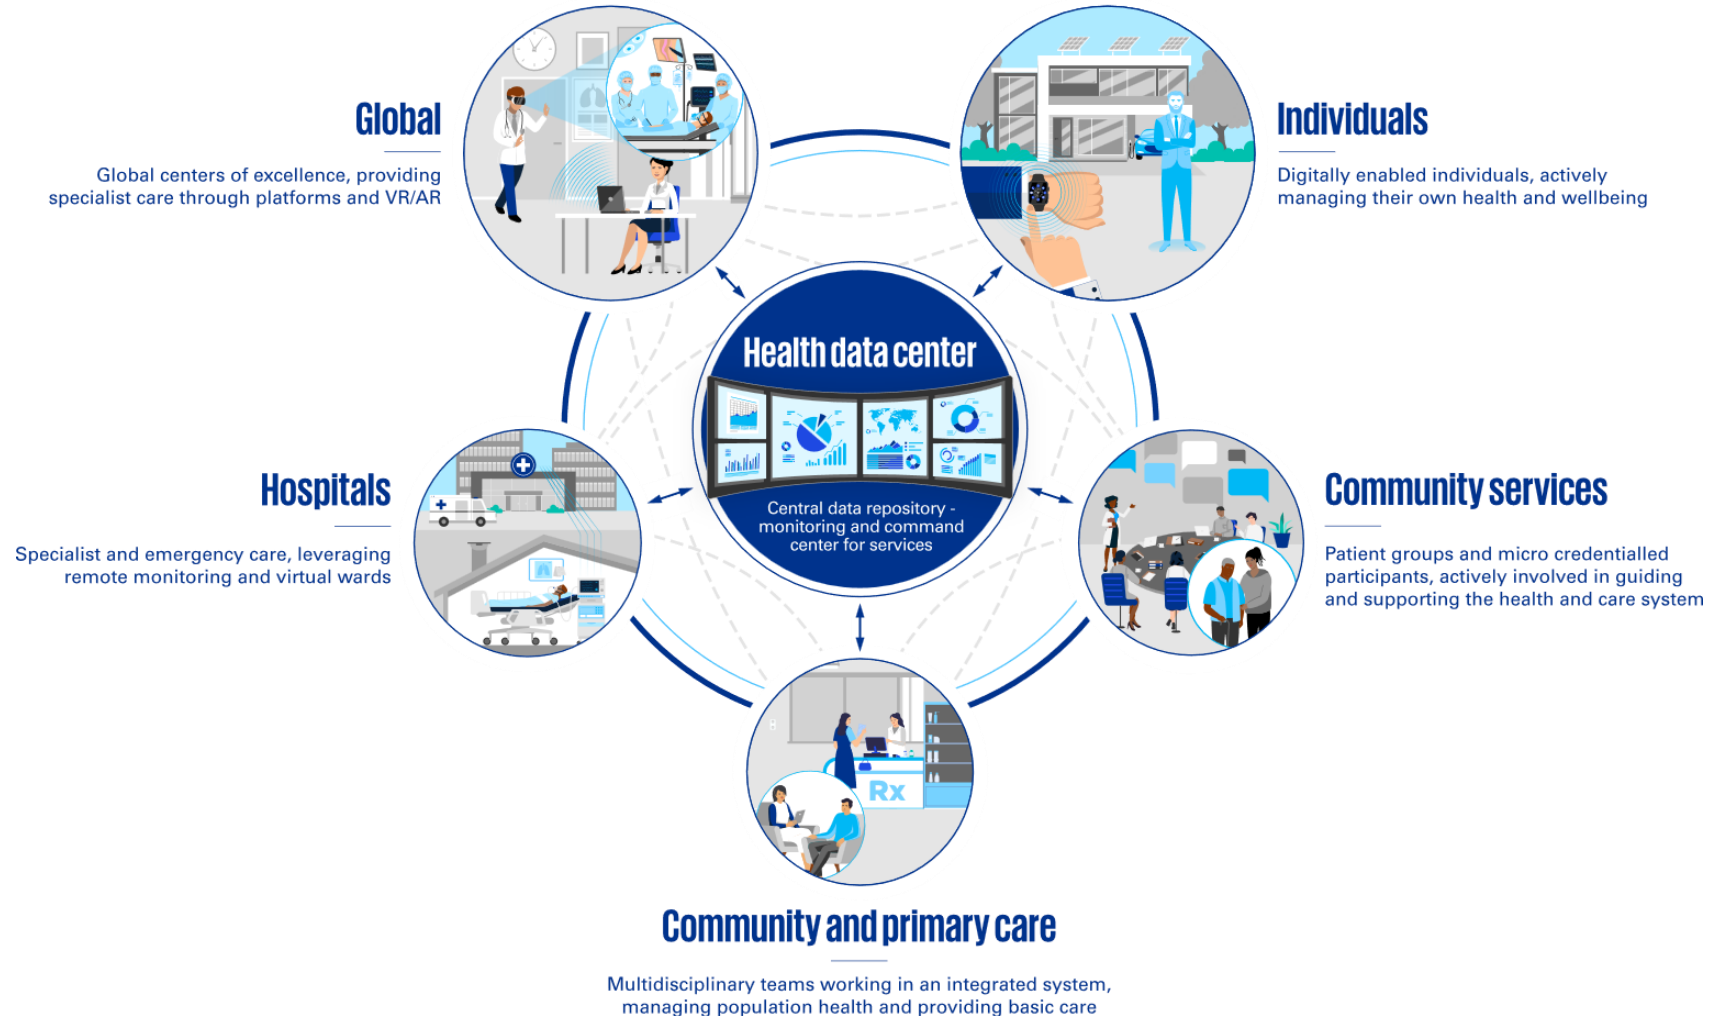 Global
Global centers of excellence, providing
specialist care through platforms and VR/AR
Individuals
Digitally enabled individuals, actively
managing their own health and wellbeing
Health data center
Central data repository -
monitoring and command
center for services
Hospitals
Specialist and emergency care, leveraging
remote monitoring and virtual wards
Community services
Patient groups and micro credentialled
participants, actively involved in guiding
and supporting the health and care system
Rx
Community and primary care
Multidisciplinary teams working in an integrated system,
managing population health and providing basic care